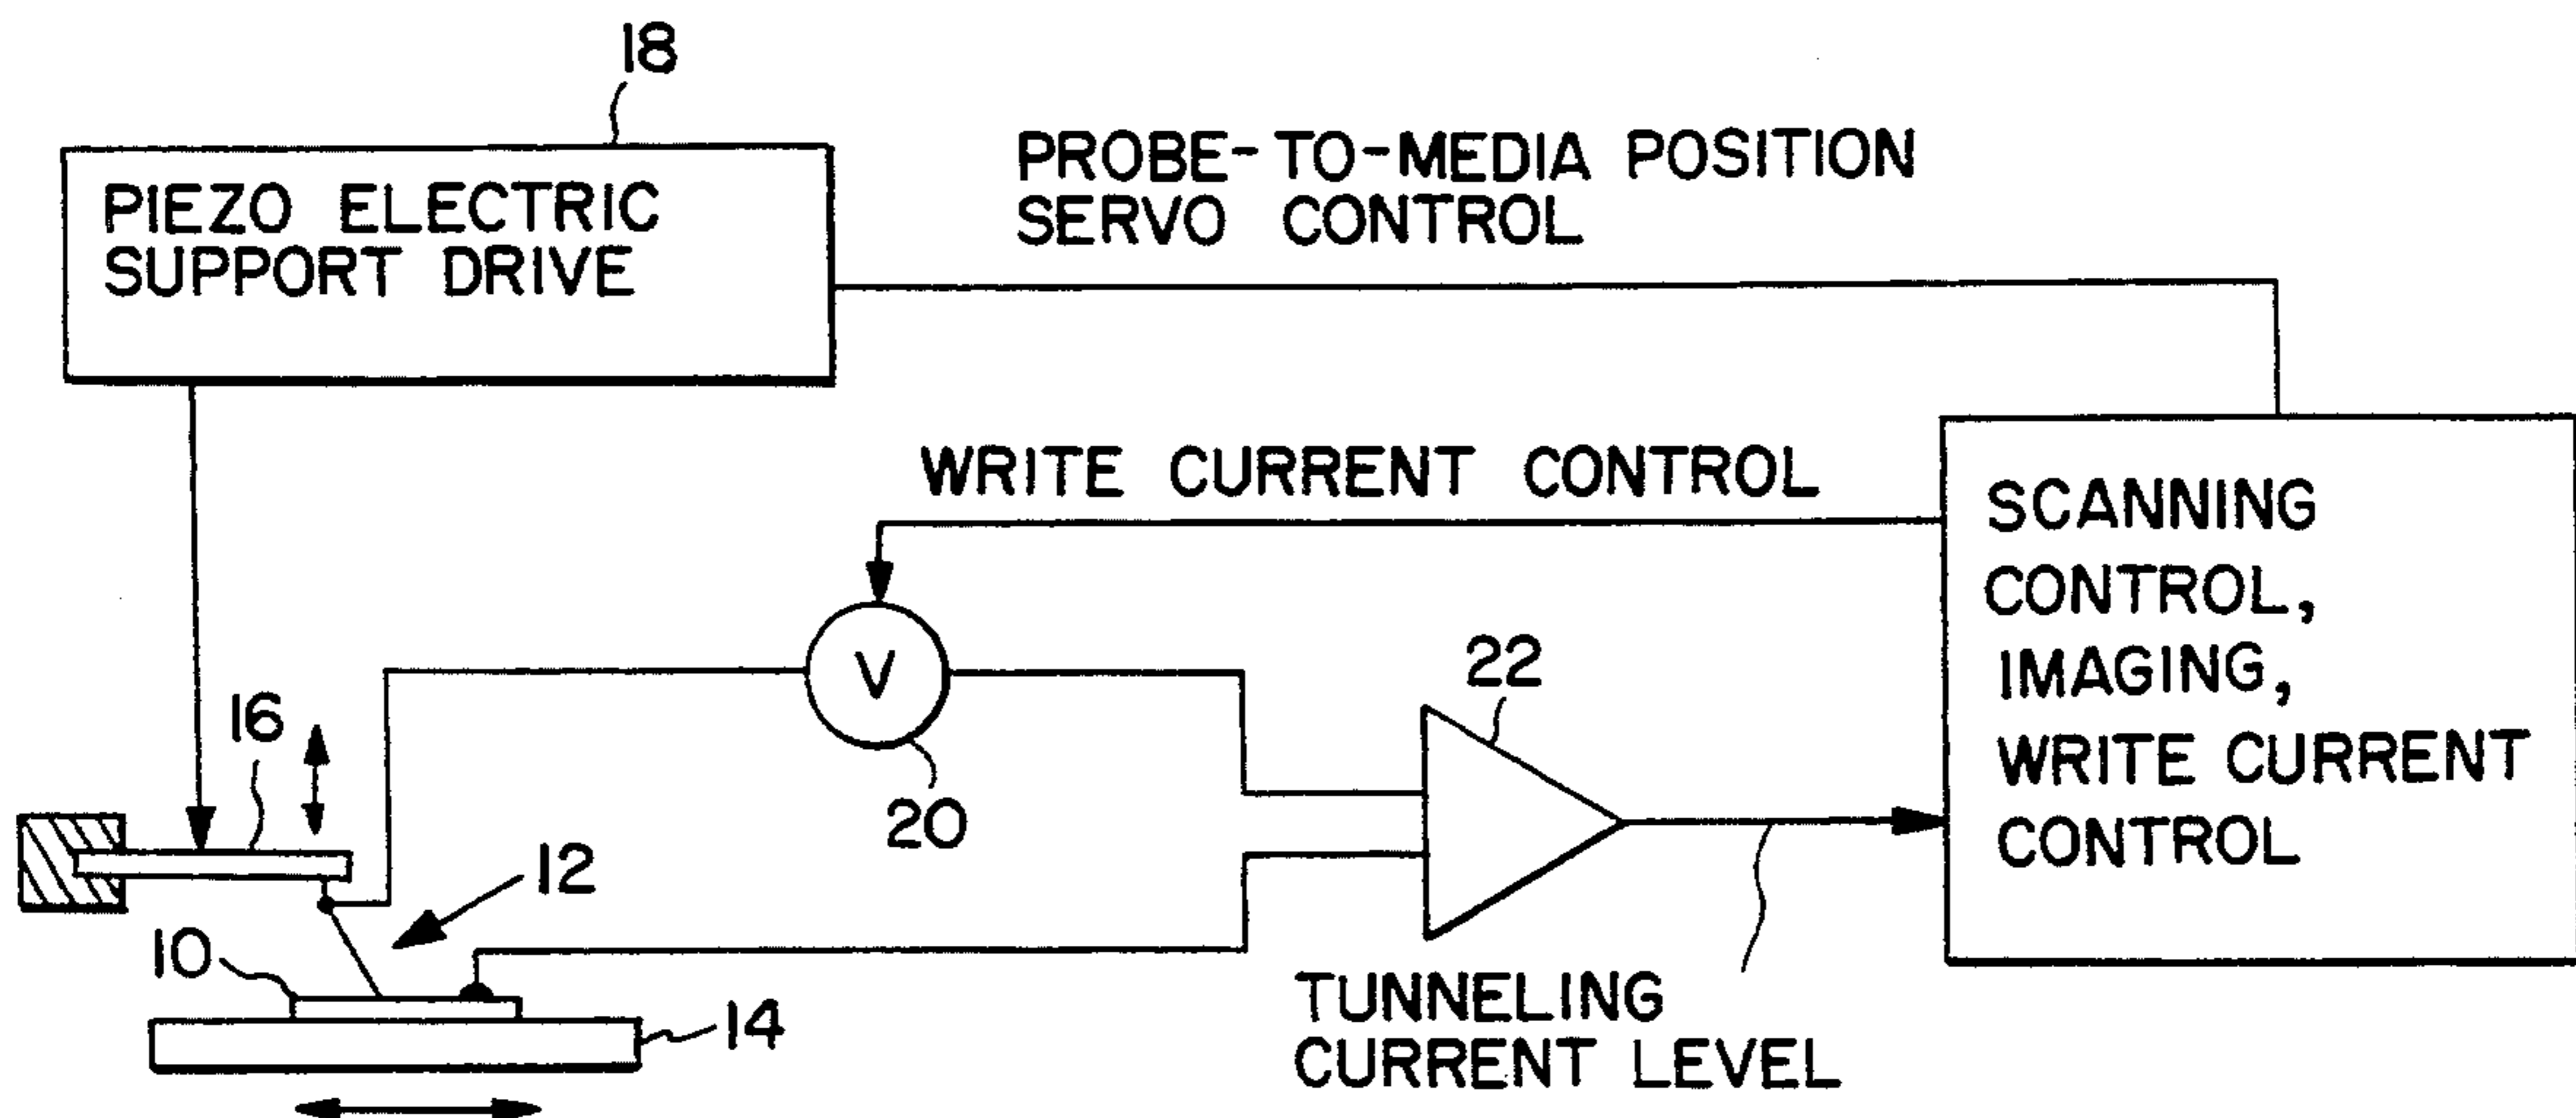 18
PIEZO ELECTRIC
SUPPORT DRIVE
PROBE-TO-MEDIA POSITION
SERVO CONTROL
WRITE CURRENT CONTROL
SCANNING
CONTROL,
IMAGING,
WRITE CURRENT
CONTROL
V
20
22
16
12
10
14
TUNNELING
CURRENT LEVEL